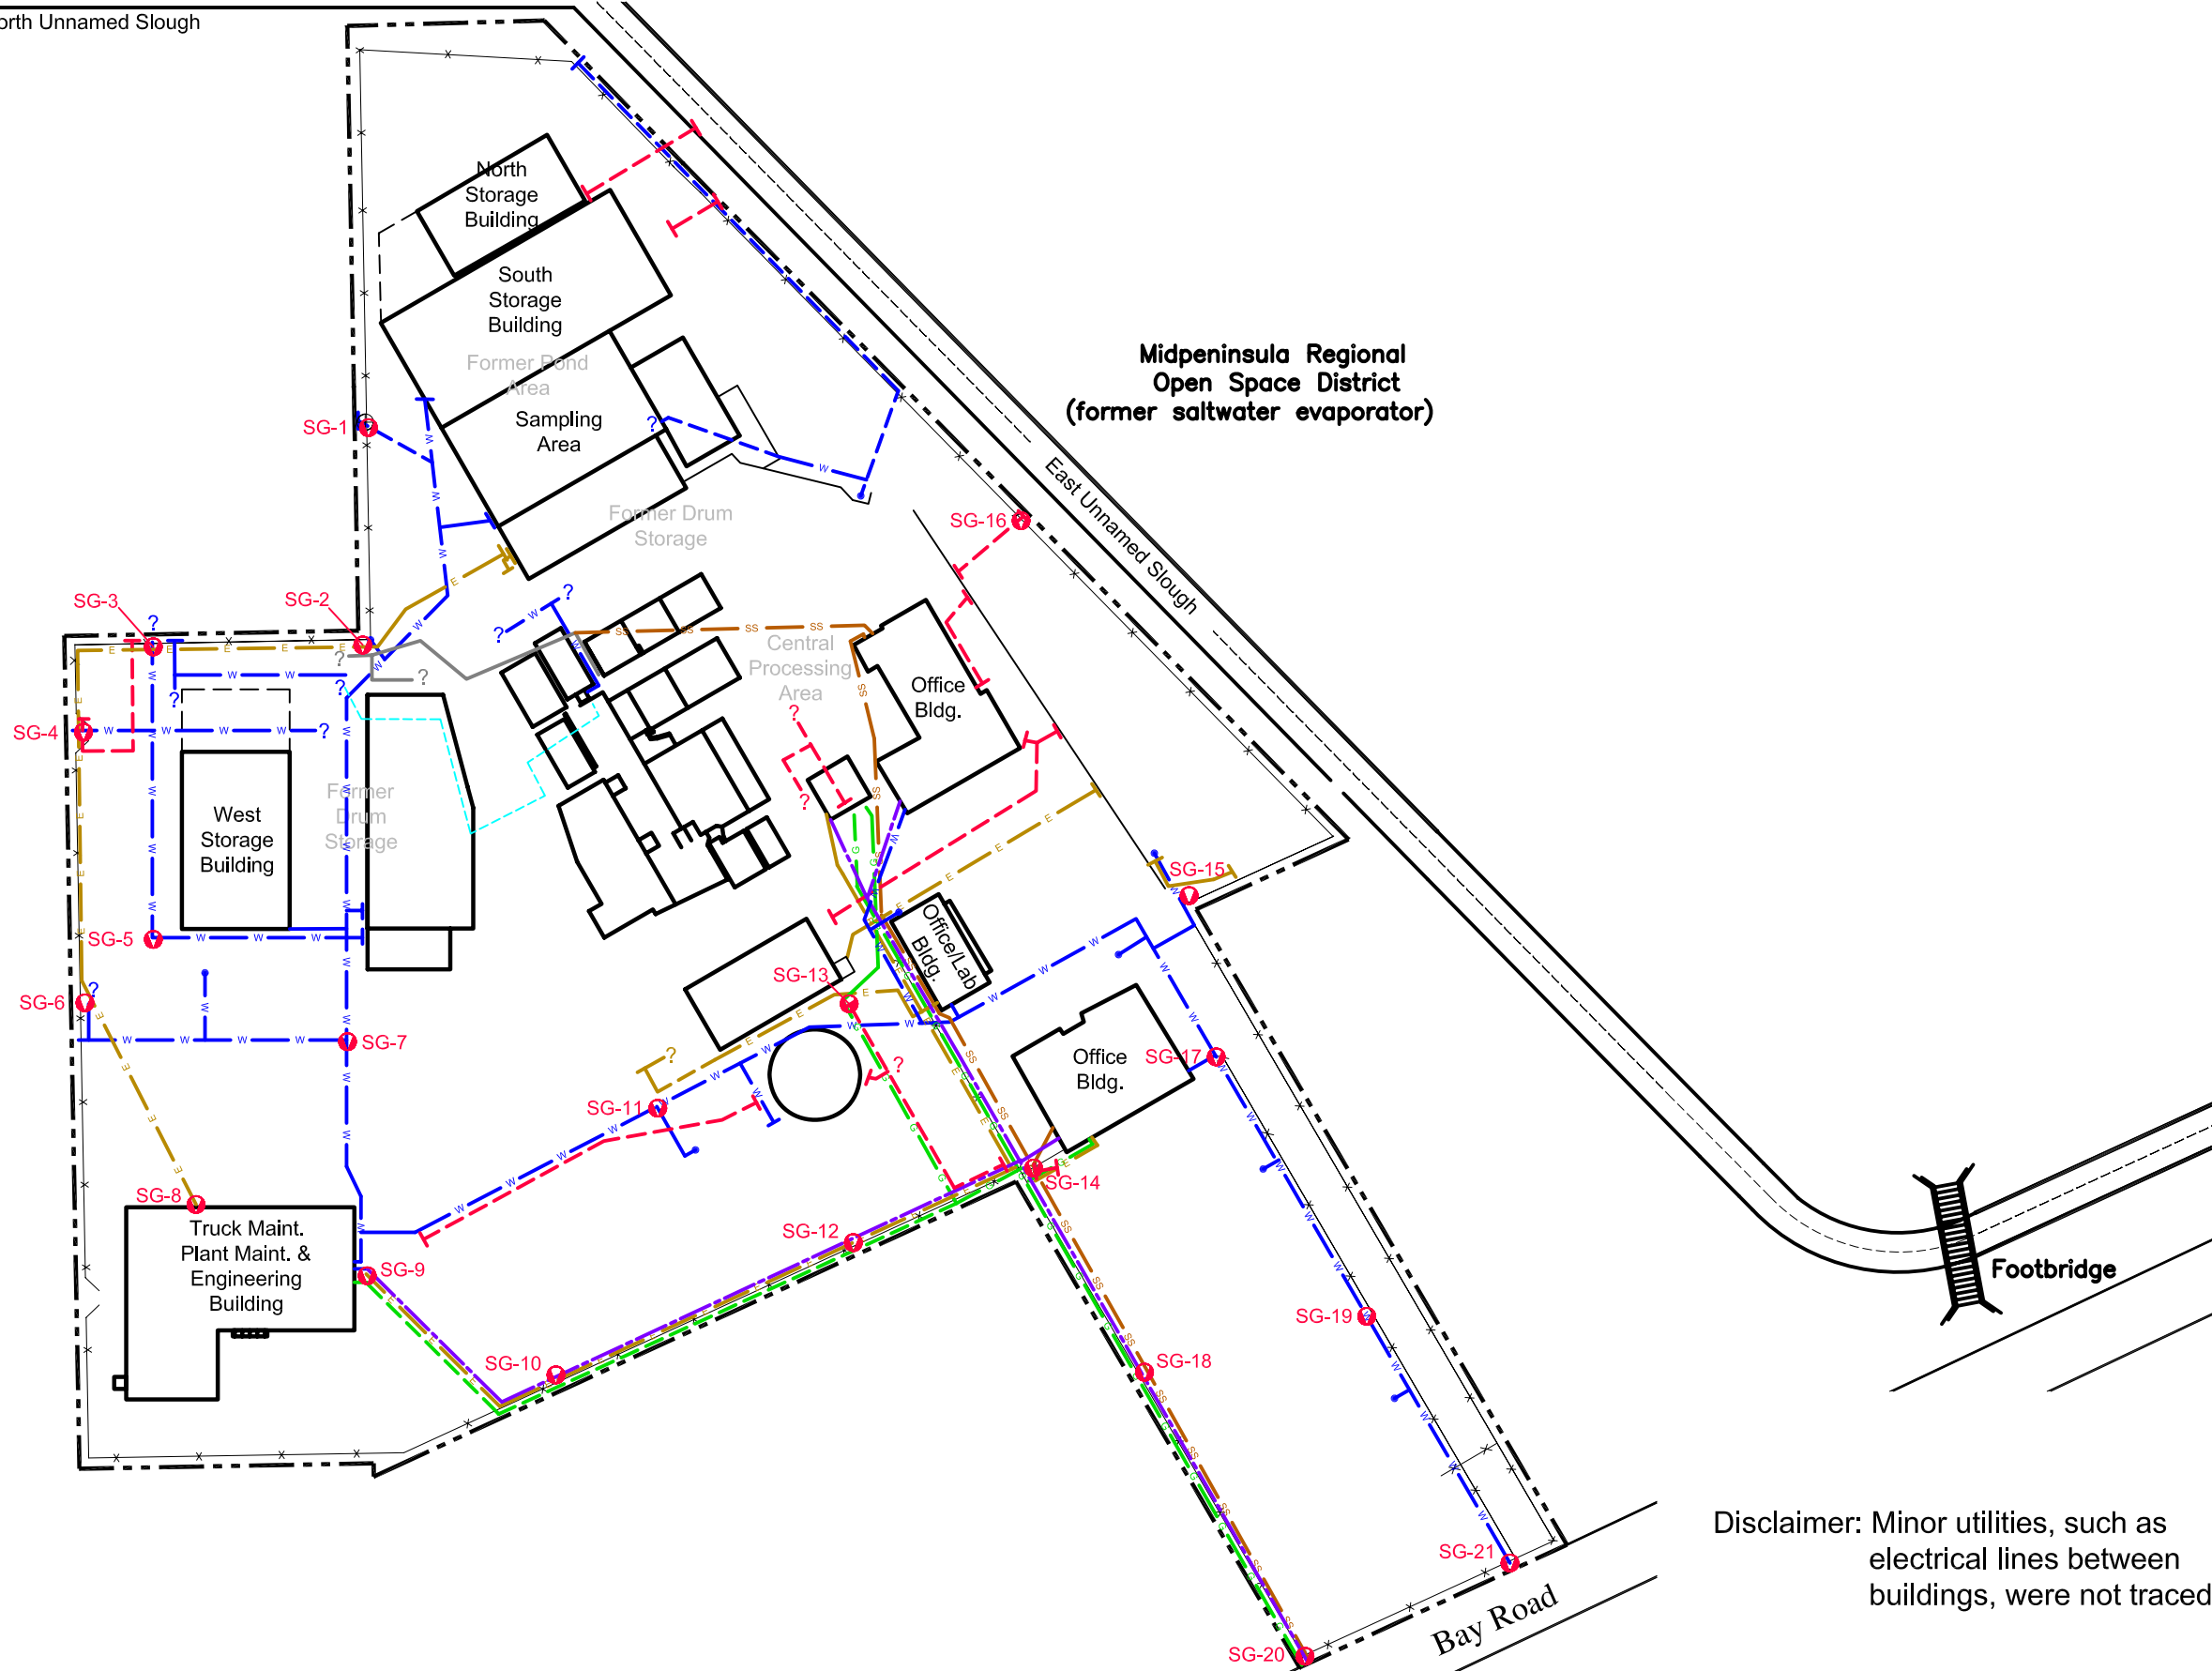 orth Unnamed Slough
North
Storage
Building
South
Storage
Building
Former Pond
Area
Sampling
Area
SG-1
?
Midpeninsula Regional
Open Space District
(former saltwater evaporator)
East Unnamed Slough
Former Drum
Storage
SG-16
SG-3
SG-2
?
?
?
?
?
?
?
Central
Processing
Area
Office
Bldg.
SG-4
?
?
?
West
Storage
Building
Former
Drum
Storage
SG-15
SG-5
Office/Lab
Bldg.
SG-13
SG-6
?
SG-7
?
?
Office
Bldg.
SG-17
SG-11
SG-14
SG-8
Truck Maint.
Plant Maint. &
Engineering
Building
SG-12
SG-9
Footbridge
SG-19
SG-10
SG-18
Disclaimer: Minor utilities, such as
electrical lines between
buildings, were not traced
SG-21
Bay Road
SG-20